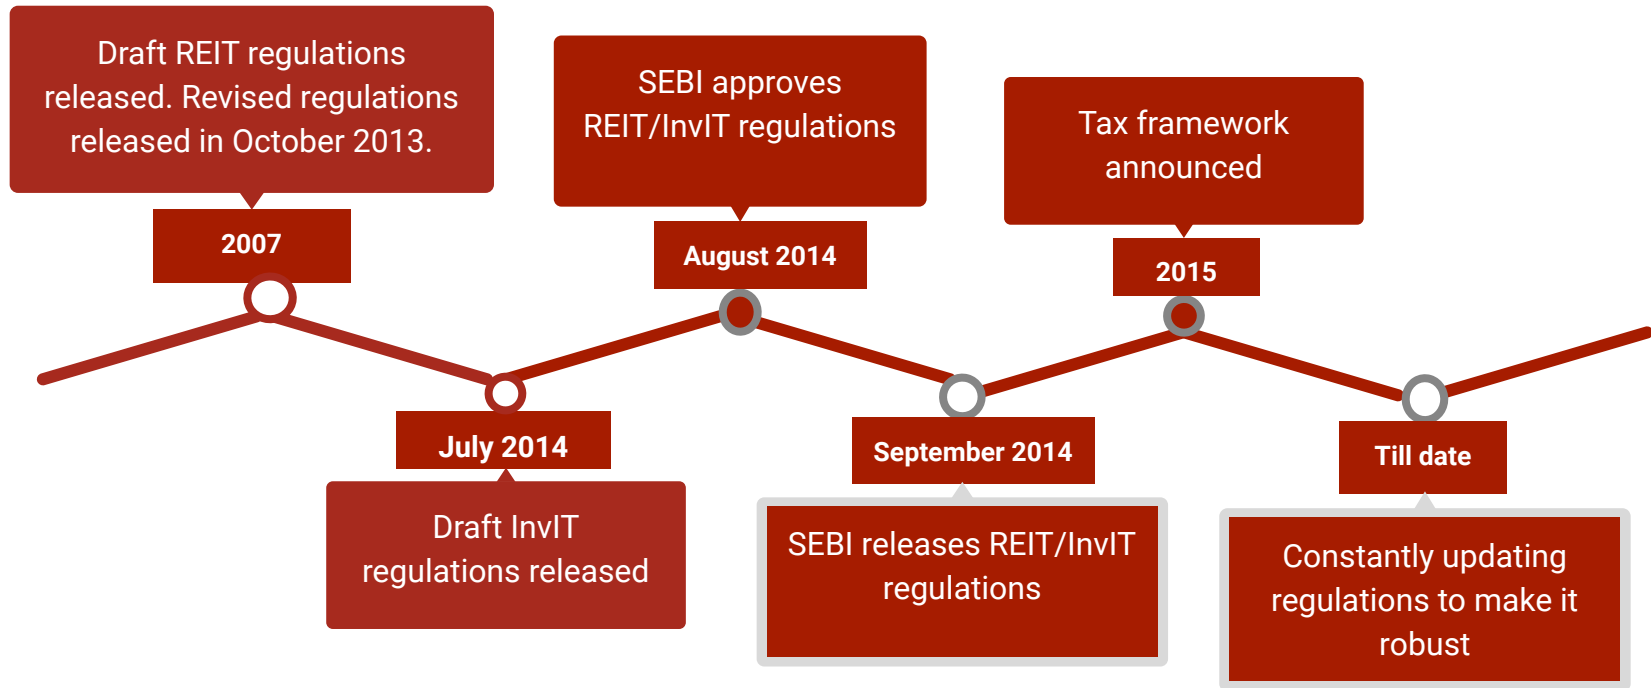 Draft REIT regulations
released. Revised regulations
released in October 2013.
2007
July 2014
Draft InvIT
regulations released
SEBI approves
REIT/InvIT regulations
August 2014
September 2014
SEBI releases REIT/InvIT
regulations
Tax framework
announced
2015
Till date
Constantly updating
regulations to make it
robust